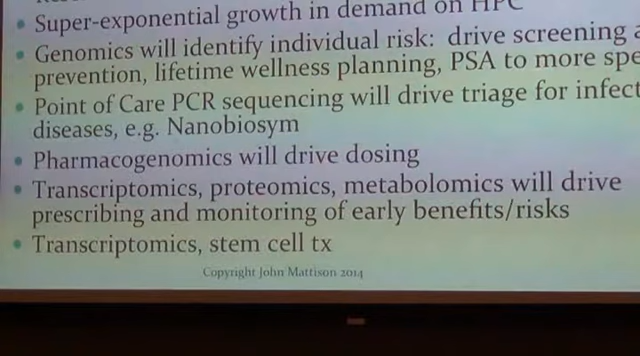 • Super-exponential growth in demand on HPC
• Genomics will identify individual risk: drive screening
prevention, lifetime wellness planning, PSA to more
• Point of Care PCR sequencing will drive triage for
diseases, e.g. Nanobiosym
• Pharmacogenomics will drive dosing
• Transcriptomics, proteomics, metabolomics will drive
prescribing and monitoring of early benefits/risks
• Transcriptomics, stem cell tx
Copyright John Mattison 2014